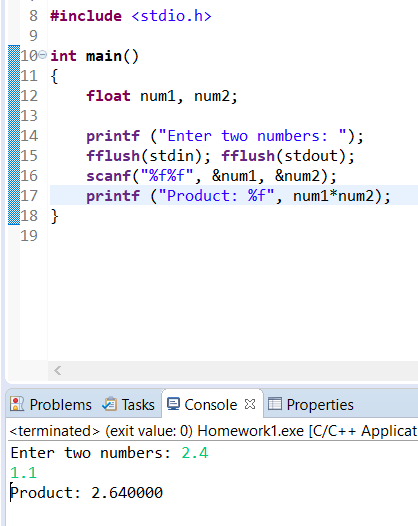 8 #include <stdio.h>
9
10 int main()
11 {
12     float num1, num2;
13
14     printf ("Enter two numbers: ");
15     fflush(stdin); fflush(stdout);
16     scanf("%f%f", &num1, &num2);
17     printf ("Product: %f", num1*num2);
18 }
19
Problems Tasks Console Properties
<terminated> (exit value: 0) Homework1.exe [C/C++ Applicat
Enter two numbers: 2.4
1.1
Product: 2.640000